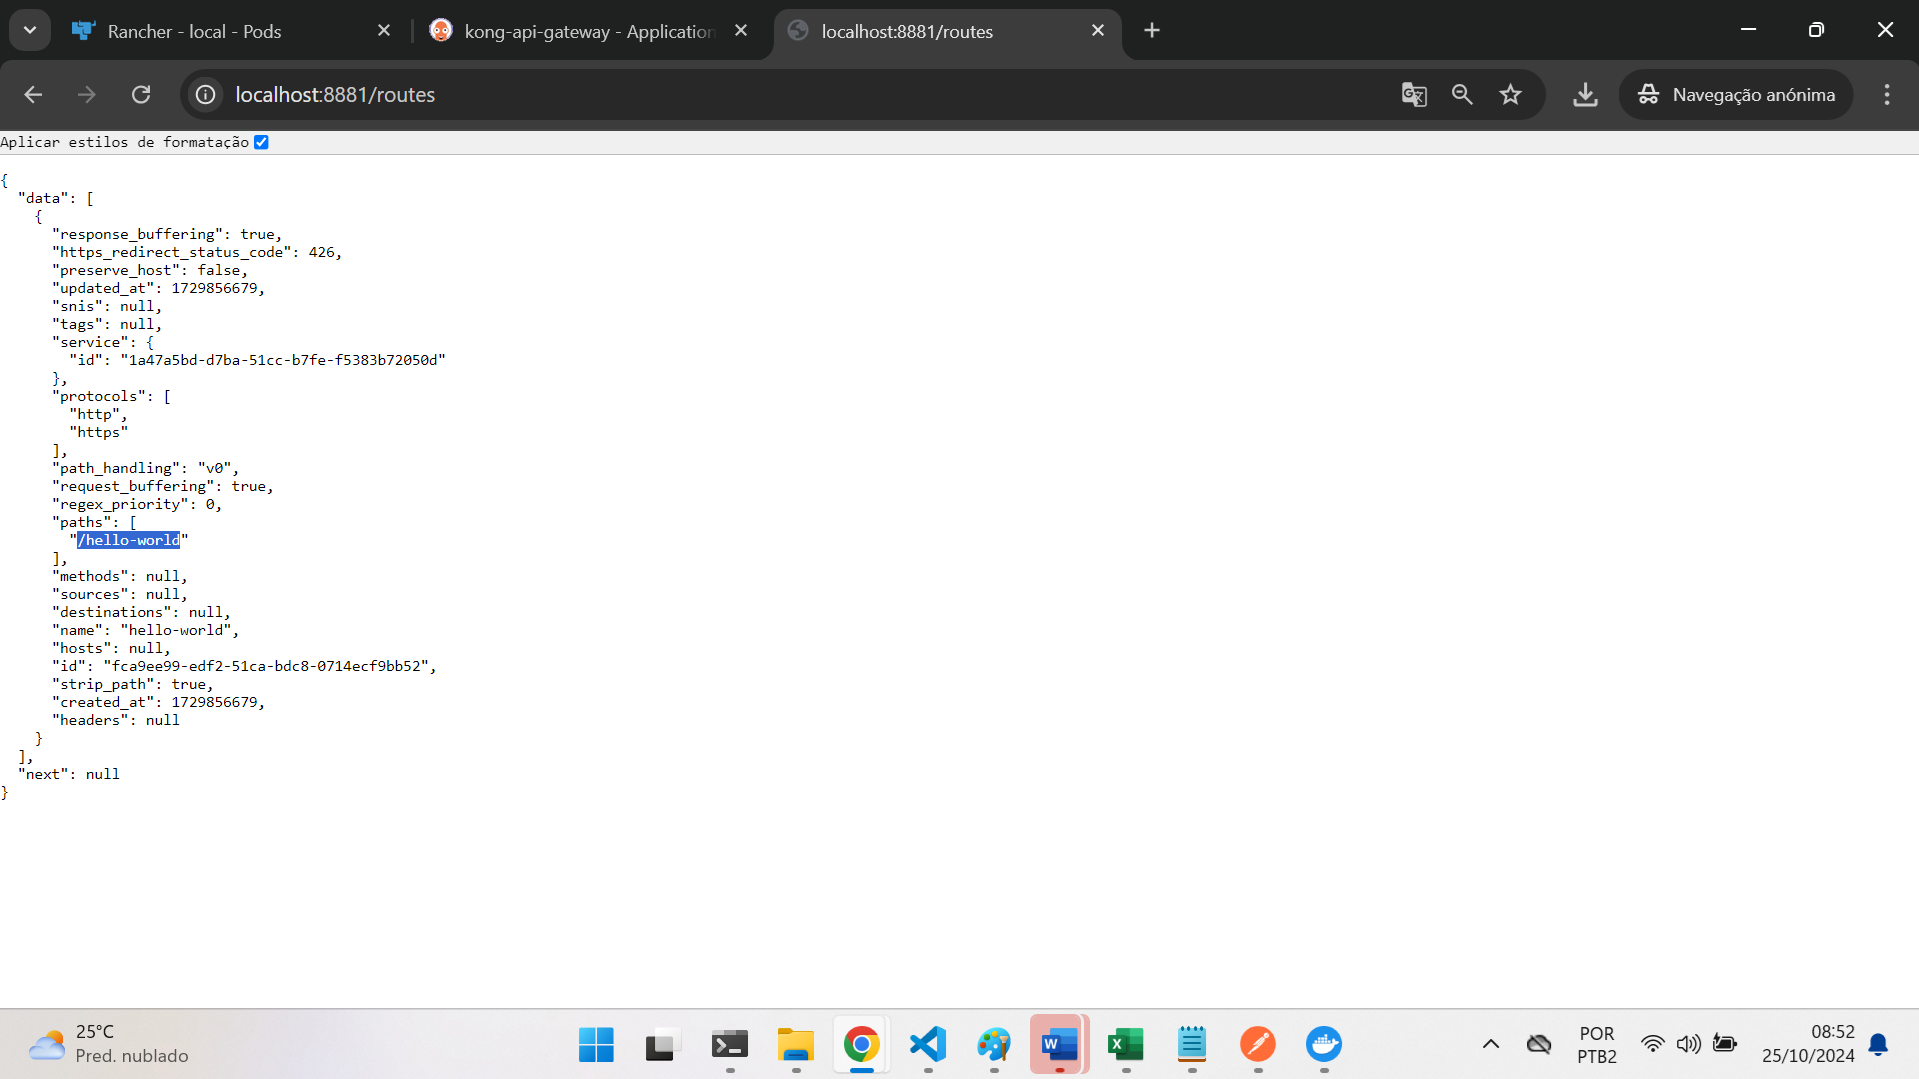 Rancher - local - Pods
kong-api-gateway - Application
localhost:8881/routes
localhost:8881/routes
Navegação anónima
Aplicar estilos de formatação
{
  "data": [
    {
      "response_buffering": true,
      "https_redirect_status_code": 426,
      "preserve_host": false,
      "updated_at": 1729856679,
      "snis": null,
      "tags": null,
      "service": {
        "id": "1a47a5bd-d7ba-51cc-b7fe-f5383b72050d"
      },
      "protocols": [
        "http",
        "https"
      ],
      "path_handling": "v0",
      "request_buffering": true,
      "regex_priority": 0,
      "paths": [
        "/hello-world"
      ],
      "methods": null,
      "sources": null,
      "destinations": null,
      "name": "hello-world",
      "hosts": null,
      "id": "fca9ee99-edf2-51ca-bdc8-0714ecf9bb52",
      "strip_path": true,
      "created_at": 1729856679,
      "headers": null
    }
  ],
  "next": null
}
25°C
Pred. nublado
POR
PTB2
08:52
25/10/2024